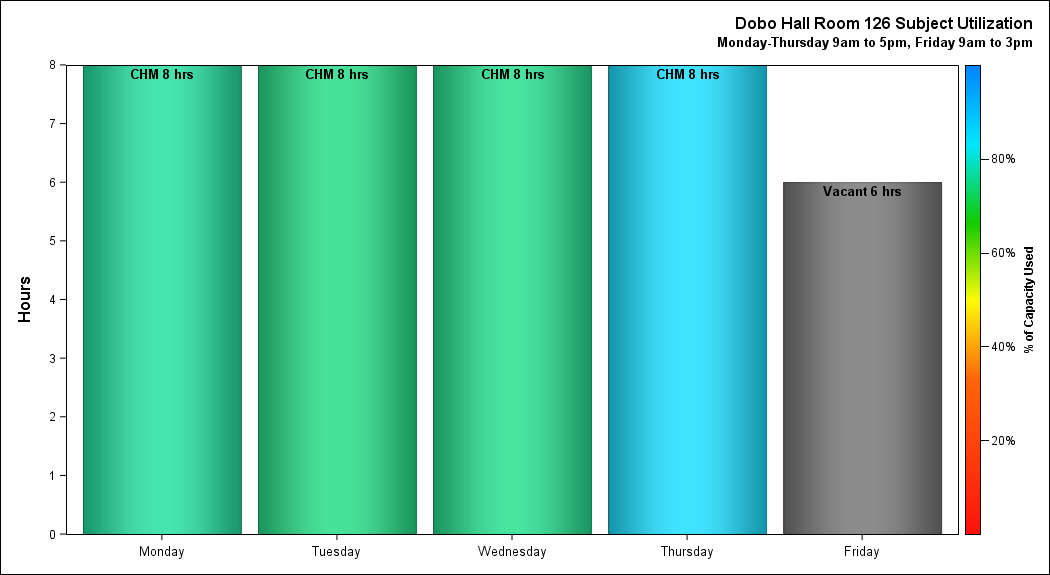 Dobo Hall Room 126 Subject Utilization
Monday-Thursday 9am to 5pm, Friday 9am to 3pm
Hours
8
7
6
5
4
3
2
1
0
CHM 8 hrs
CHM 8 hrs
CHM 8 hrs
CHM 8 hrs
Vacant 6 hrs
Monday
Tuesday
Wednesday
Thursday
Friday
80%
60%
40%
20%
% of Capacity Used